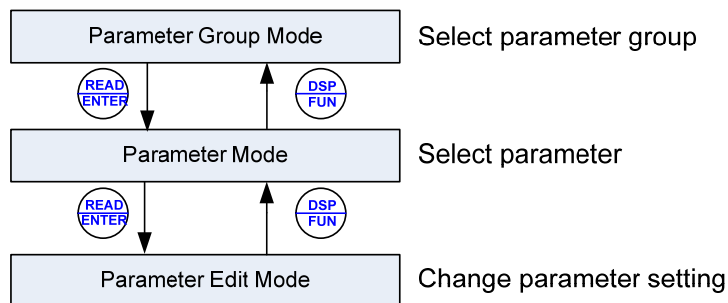 Parameter Group Mode
Select parameter group
READ
ENTER
DSP
FUN
Parameter Mode
Select parameter
READ
ENTER
DSP
FUN
Parameter Edit Mode
Change parameter setting